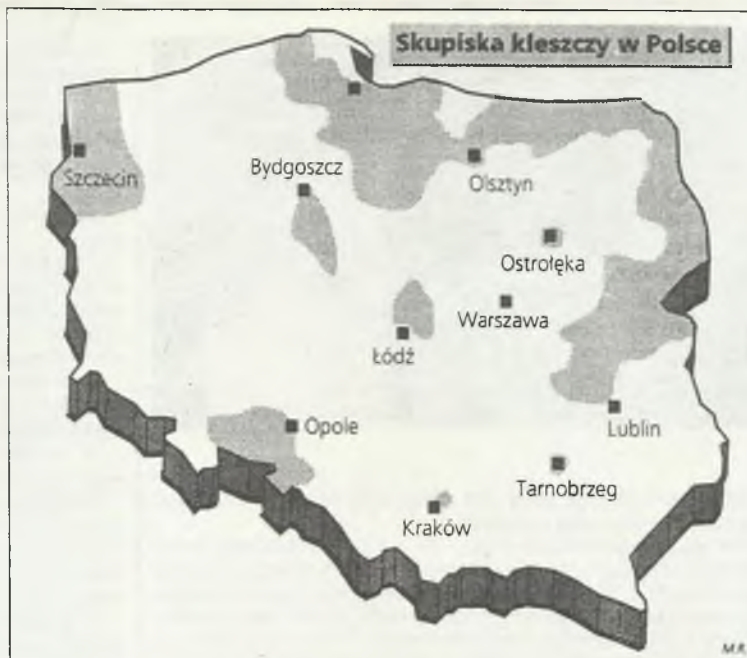 Skupiska kleszczy w Polsce
Szczecin
Bydgoszcz
Olsztyn
Ostrołęka
Warszawa
Łódź
Opole
Lublin
Tarnobrzeg
Kraków
M.R.